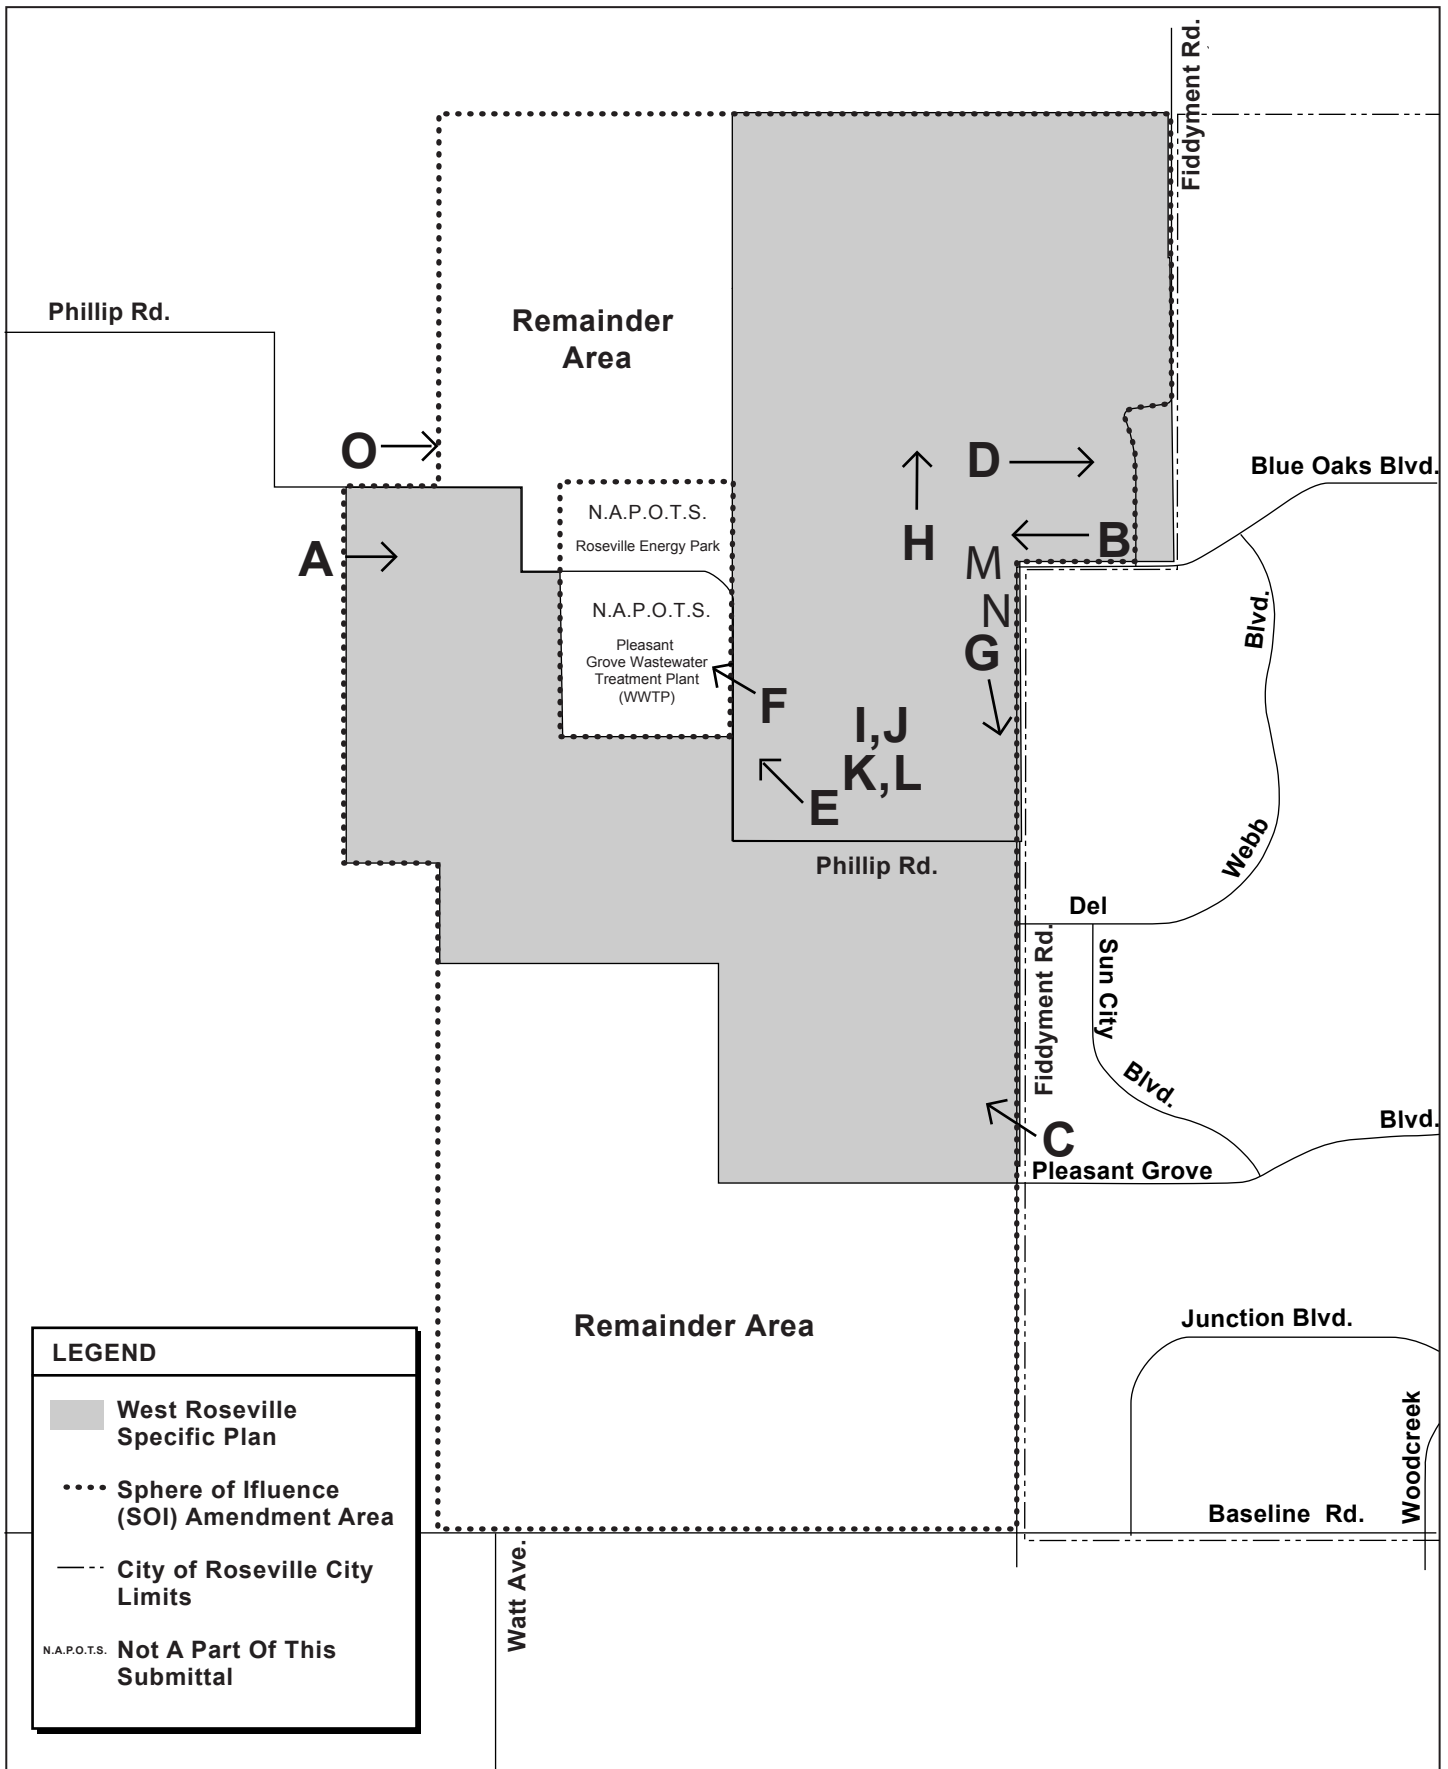 Fiddyment Rd.
Fiddyment Rd.
Phillip Rd.
Remainder
Area
O
D
Blue Oaks Blvd.
N.A.P.O.T.S.
Roseville Energy Park
H
B
A
M
N
Blvd.
N.A.P.O.T.S.
Pleasant
Grove Wastewater
Treatment Plant
(WWTP)
G
F
I,J
K,L
E
Webb
Phillip Rd.
Del
Fiddyment Rd.
Sun City
Blvd.
C
Blvd.
Pleasant Grove
Remainder Area
Junction Blvd.
Woodcreek
Baseline Rd.
Watt Ave.
LEGEND
West Roseville
Specific Plan
Sphere of Ifluence
(SOI) Amendment Area
City of Roseville City
Limits
N.A.P.O.T.S. Not A Part Of This
Submittal